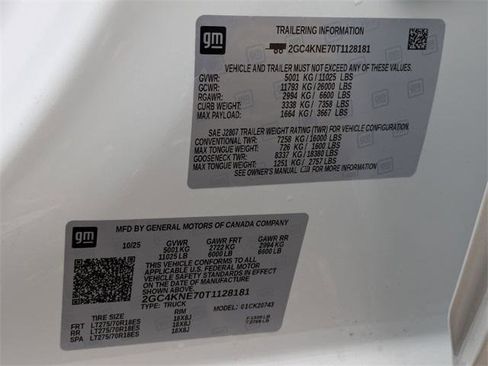 gm
TRAILERING INFORMATION
2GC4KNE70T1128181
VEHICLE AND TRAILER MUST NOT EXCEED ANY OF THESE WEIGHTS
GVWR: 5001 KG/11025 LBS
GCWR: 11793 KG/26000 LBS
RGAWR: 2994 KG/ 6600 LBS
CURB WEIGHT: 3338 KG/ 7358 LBS
MAX PAYLOAD: 1664 KG/ 3667 LBS
SAE J2807 TRAILER WEIGHT RATING (TWR) FOR VEHICLE CONFIGURATION.
CONVENTIONAL TWR: 7258 KG/16000 LBS
MAX TONGUE WEIGHT: 726 KG/ 1600 LBS
GOOSENECK TWR: 8337 KG/18380 LBS
MAX TONGUE WEIGHT: 1251 KG/ 2757 LBS
SEE OWNER'S MANUAL FOR ADDITIONAL INFORMATION
gm
MFD BY GENERAL MOTORS OF CANADA COMPANY
10/25 GVWR GAWR FRT GAWR RR
5001 KG 2722 KG 2994 KG
11025 LB 6000 LB 6600 LB
THIS VEHICLE CONFORMS TO ALL
APPLICABLE U.S. FEDERAL MOTOR
VEHICLE SAFETY STANDARDS IN EFFECT
ON THE DATE OF MANUFACTURE
SHOWN ABOVE.
2GC4KNE70T1128181
TYPE: TRUCK MODEL: 01CK20743
TIRE SIZE RIM
FRT LT275/70R18ES 18X8J
RR LT275/70R18ES 18X8J
SPA LT275/70R18ES 18X8J